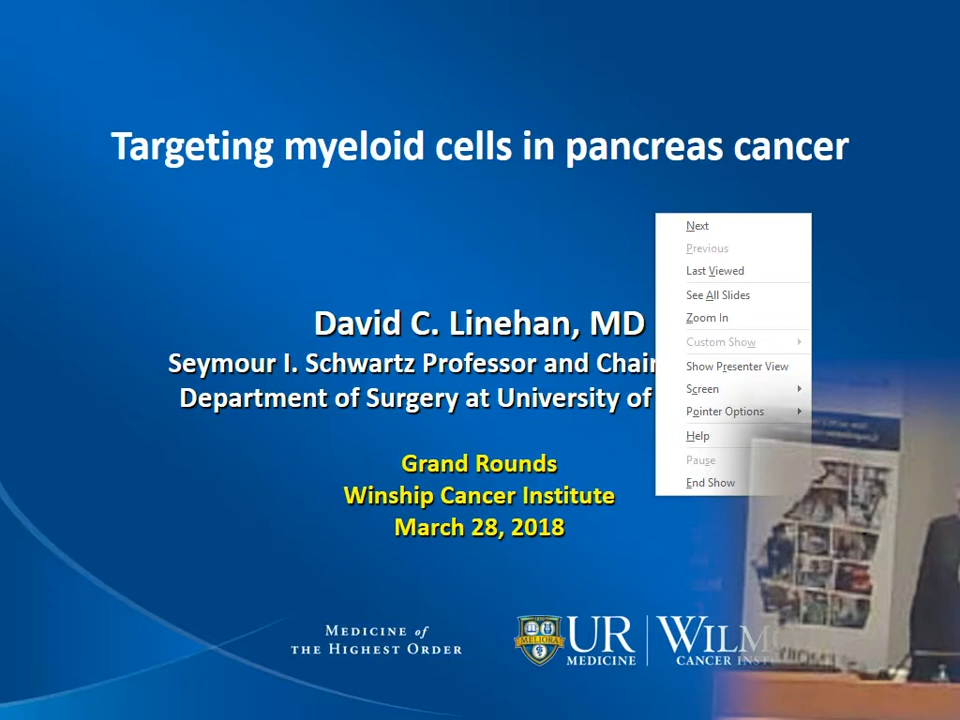 Targeting myeloid cells in pancreas cancer
David C. Linehan, MD
Seymour I. Schwartz Professor and Chair
Department of Surgery at University of
Grand Rounds
Winship Cancer Institute
March 28, 2018
Next
Previous
Last Viewed
See All Slides
Zoom In
Custom Show
Show Presenter View
Screen
Pointer Options
Help
Pause
End Show
MEDICINE of
THE HIGHEST ORDER
MELIORA
UR
MEDICINE
WILM
CANCER INST